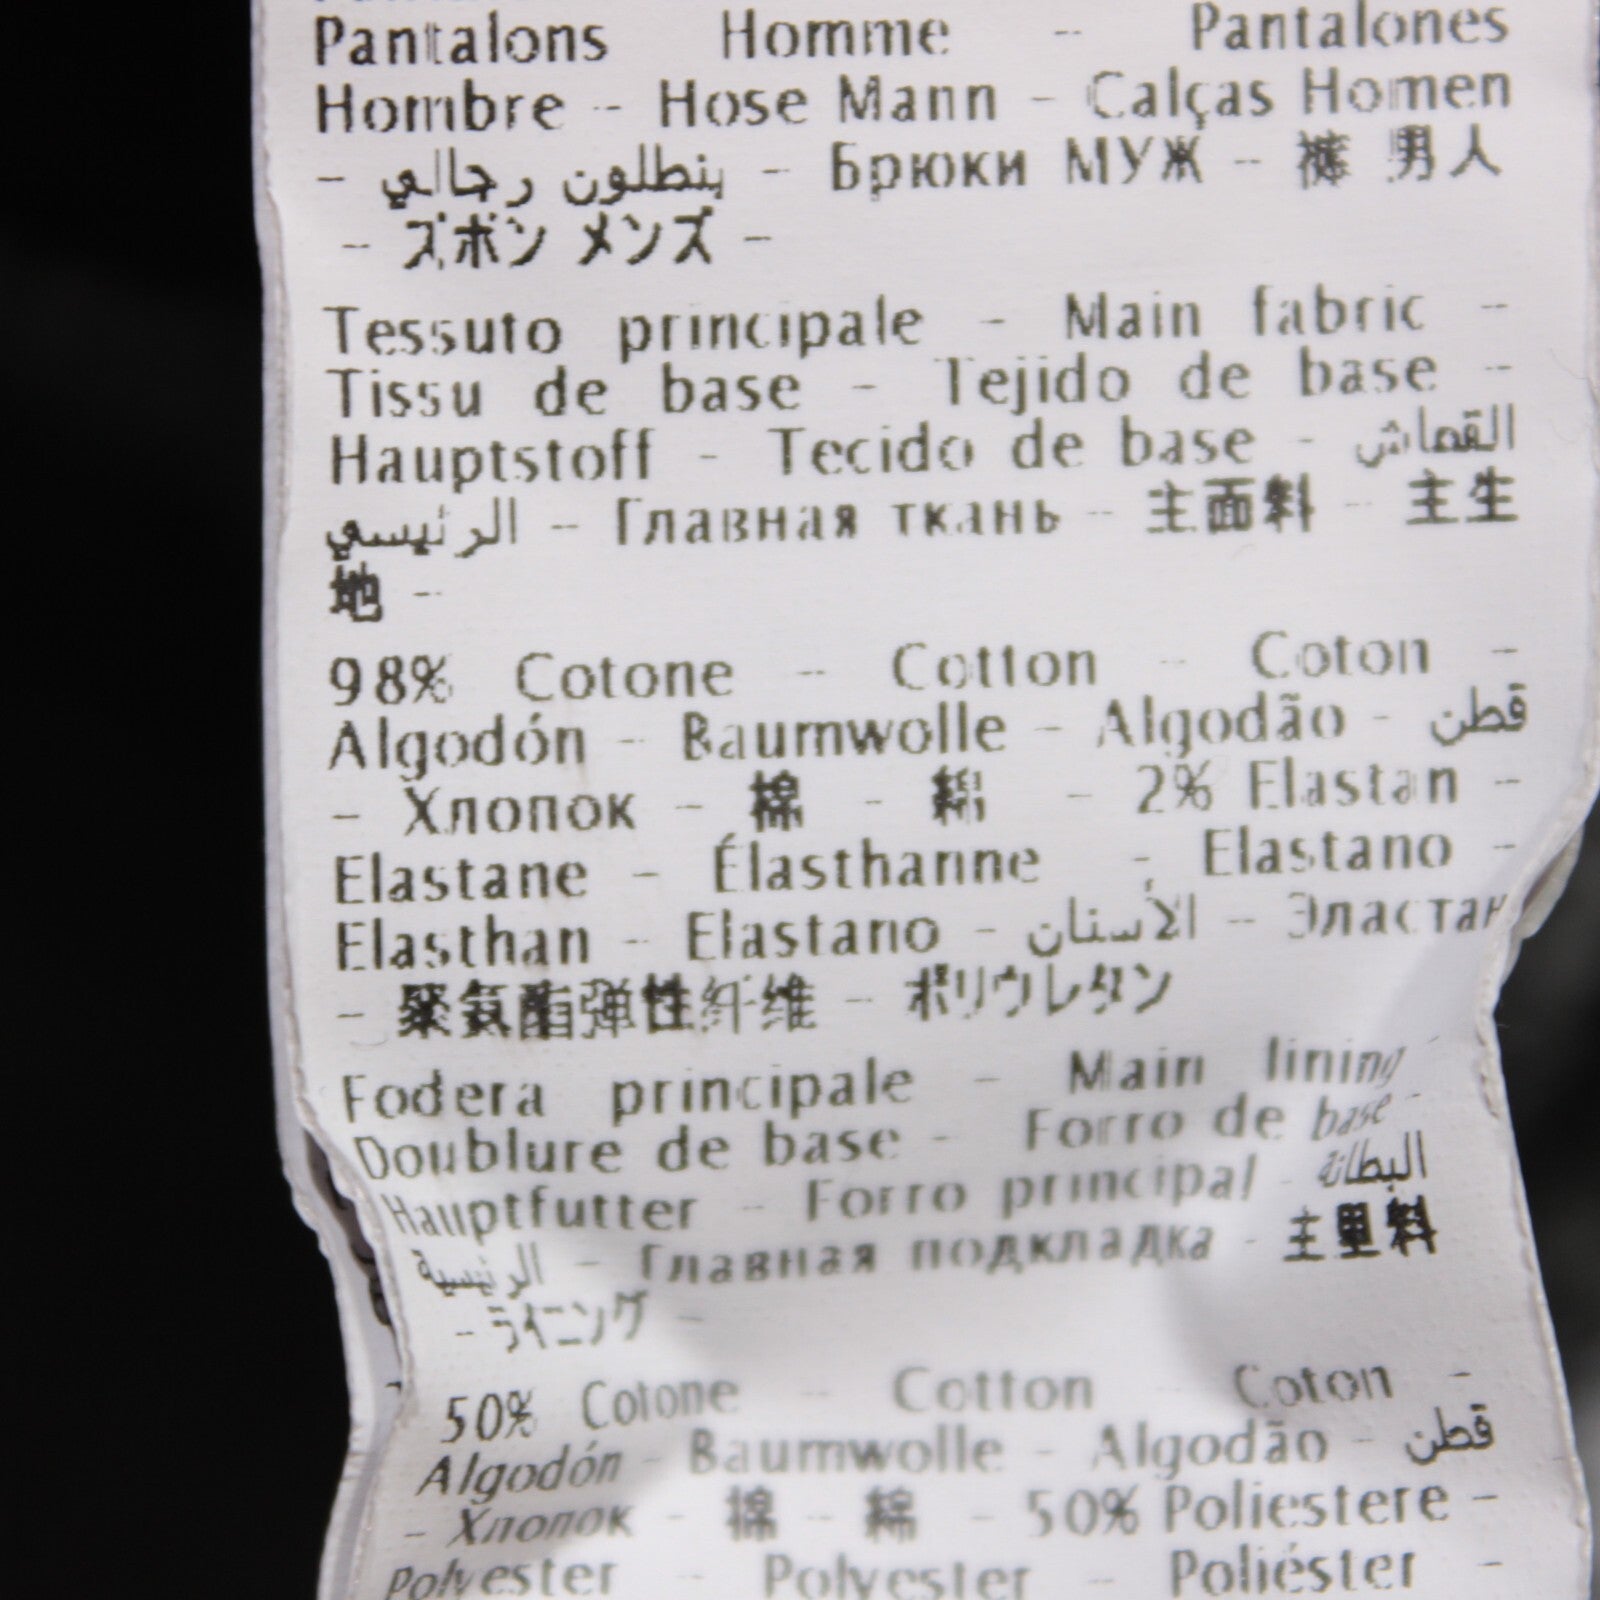 Pantalons Homme - Pantalones
Hombre - Hose Mann - Calças Homen
- بنطلون رجالي - Брюки МУЖ - 裤 男人
- ズボン メンズ -
Tessuto principale - Main fabric -
Tissu de base - Tejido de base -
Hauptstoff - Tecido de base - القماش
الرئيسي - Главная ткань - 主面料 - 主生
地 -
98% Cotone - Cotton - Coton -
Algodón - Baumwolle - Algodão - قطن
- Хлопок - 棉 - 綿 - 2% Elastan -
Elastane - Élasthanne - Elastano -
Elasthan - Elastano - الأستان - Эластан
- 聚氨酯弹性纤维 - ポリウレタン
Fodera principale - Main lining -
Doublure de base - Forro de base -
Hauptfutter - Forro principal - البطانة
الرئيسية - Главная подкладка - 主里料
- ライニング -
50% Cotone - Cotton - Coton -
Algodón - Baumwolle - Algodão - قطن
- Хлопок - 棉 - 綿 - 50% Poliestere -
Polyester - Polyester - Poliéster -